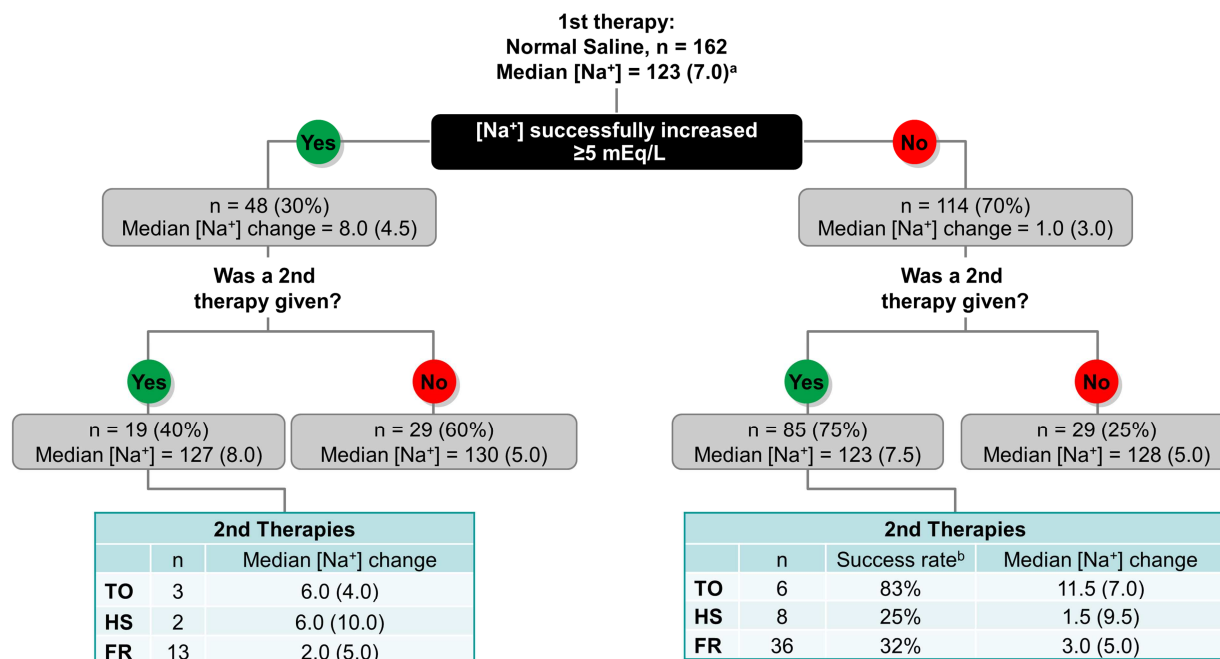 1st therapy:
Normal Saline, n = 162
Median [Na⁺] = 123 (7.0)ᵃ
[Na⁺] successfully increased
≥5 mEq/L
Yes
No
n = 48 (30%)
Median [Na⁺] change = 8.0 (4.5)
n = 114 (70%)
Median [Na⁺] change = 1.0 (3.0)
Was a 2nd
therapy given?
Was a 2nd
therapy given?
Yes
No
Yes
No
n = 19 (40%)
Median [Na⁺] = 127 (8.0)
n = 29 (60%)
Median [Na⁺] = 130 (5.0)
n = 85 (75%)
Median [Na⁺] = 123 (7.5)
n = 29 (25%)
Median [Na⁺] = 128 (5.0)
2nd Therapies
n Median [Na⁺] change
TO 3 6.0 (4.0)
HS 2 6.0 (10.0)
FR 13 2.0 (5.0)
2nd Therapies
n Success rateᵇ Median [Na⁺] change
TO 6 83% 11.5 (7.0)
HS 8 25% 1.5 (9.5)
FR 36 32% 3.0 (5.0)